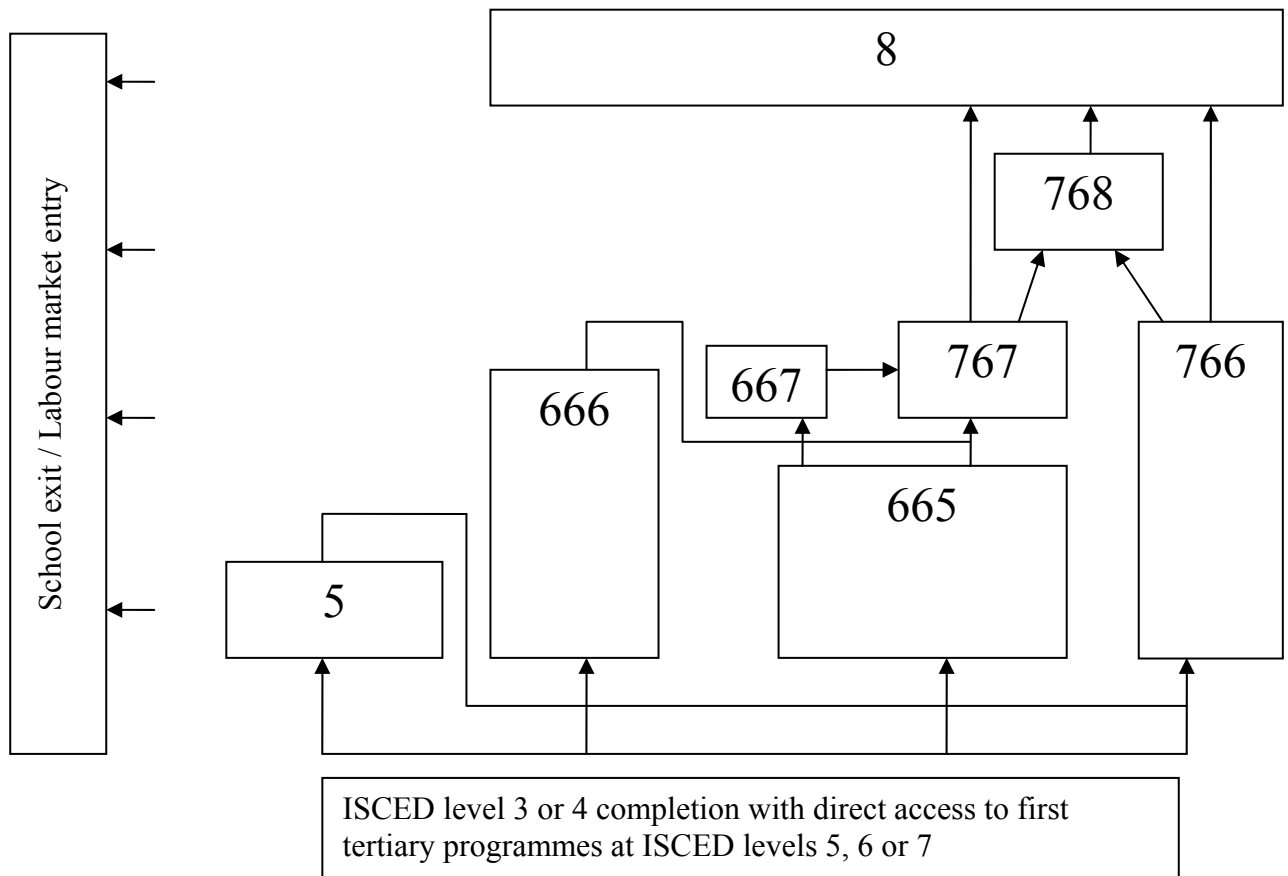 8
768
767
766
667
666
665
5
School exit / Labour market entry
ISCED level 3 or 4 completion with direct access to first
tertiary programmes at ISCED levels 5, 6 or 7